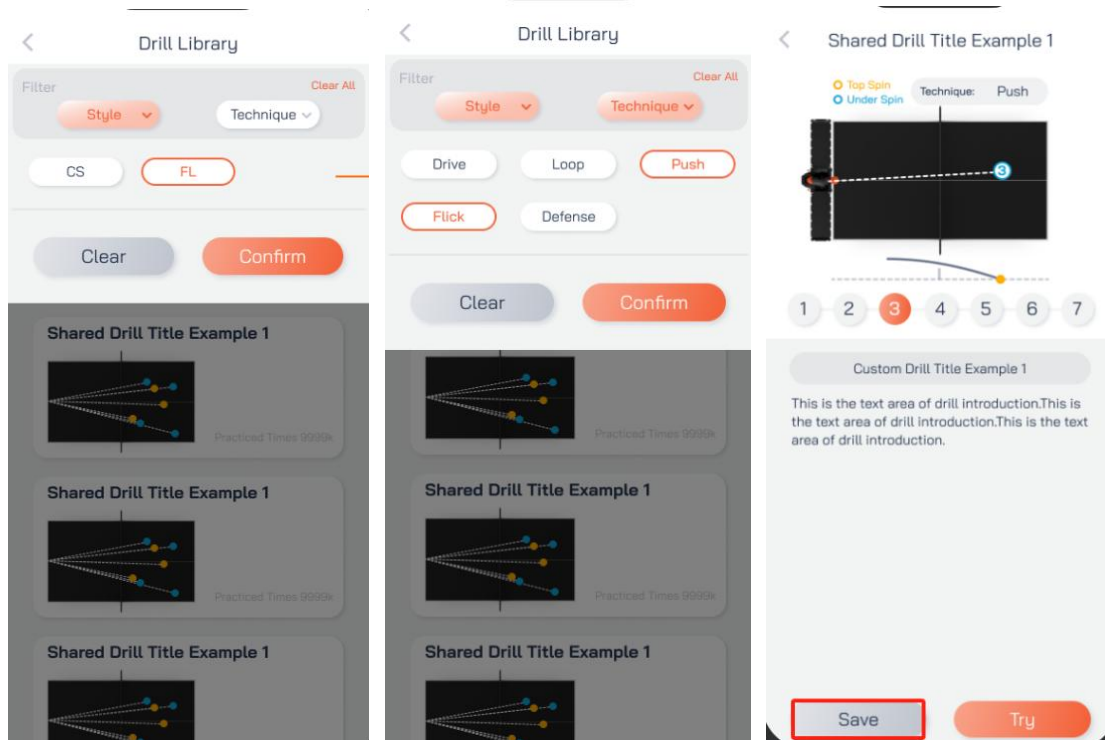 Drill Library
Filter
Clear All
Style
Technique
CS
FL
Clear
Confirm
Shared Drill Title Example 1
Practiced Times 9999k
Shared Drill Title Example 1
Practiced Times 9999k
Shared Drill Title Example 1
Drill Library
Filter
Clear All
Style
Technique
Drive
Loop
Push
Flick
Defense
Clear
Confirm
Practiced Times 9999k
Shared Drill Title Example 1
Practiced Times 9999k
Shared Drill Title Example 1
Shared Drill Title Example 1
Top Spin
Under Spin
Technique: Push
3
1 2 3 4 5 6 7
Custom Drill Title Example 1
This is the text area of drill introduction.This is
the text area of drill introduction.This is the text
area of drill introduction.
Save
Try